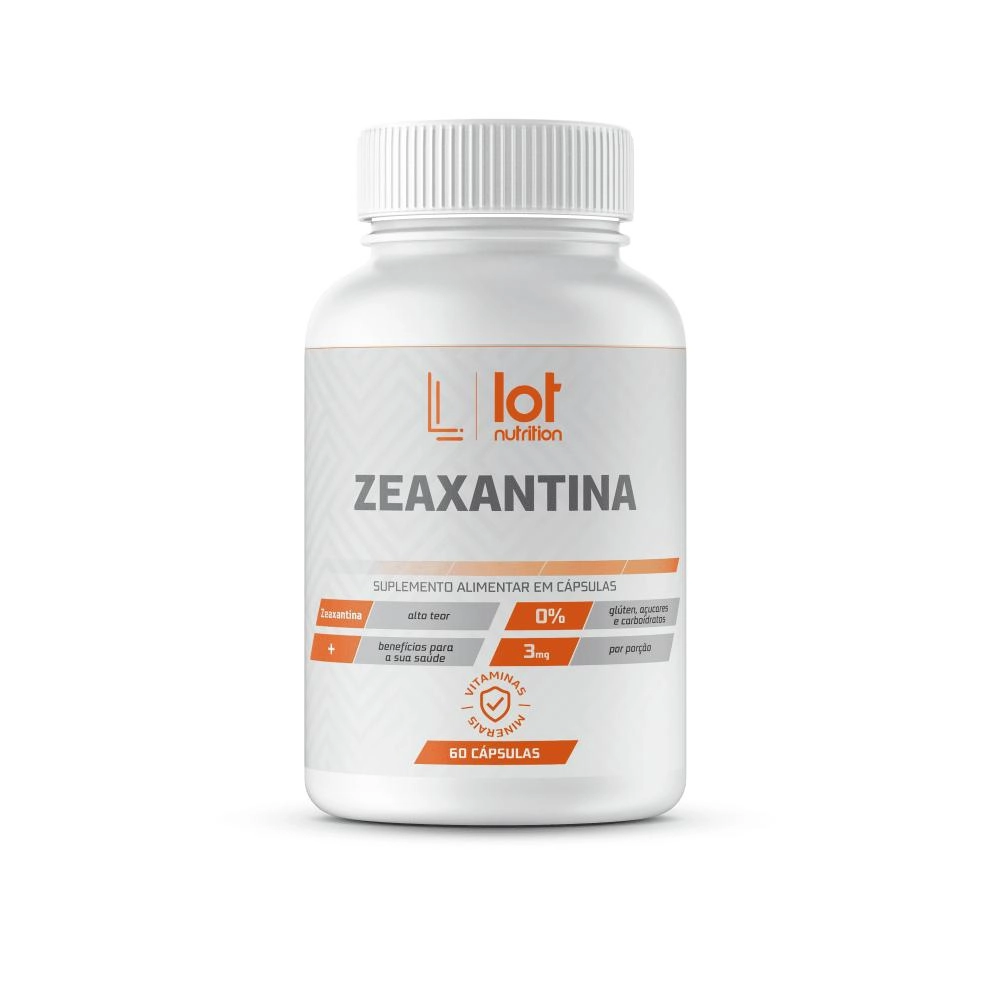 lot
nutrition
ZEAXANTINA
SUPLEMENTO ALIMENTAR EM CÁPSULAS
Zeaxantina
alto teor
0%
glúten, açucares
e carboidratos
+
benefícios para
a sua saúde
3mg
por porção
VITAMINAS
MINERAIS
60 CÁPSULAS